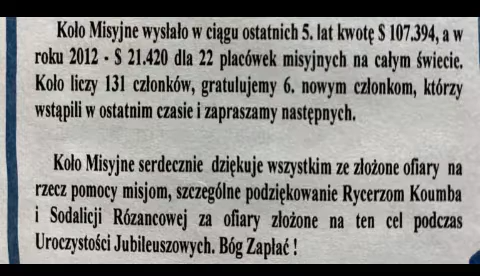 Koło Misyjne wysłało w ciągu ostatnich 5. lat kwotę $ 107.394, a w
roku 2012 - $ 21.420 dla 22 placówek misyjnych na całym świecie.
Koło liczy 131 członków, gratulujemy 6. nowym członkom, którzy
wstąpili w ostatnim czasie i zapraszamy następnych.
Koło Misyjne serdecznie dziękuje wszystkim ze złożone ofiary na
rzecz pomocy misjom, szczególne podziękowanie Rycerzom Koumba
i Sodalicji Rózancowej za ofiary złożone na ten cel podczas
Uroczystości Jubileuszowych. Bóg Zapłać !